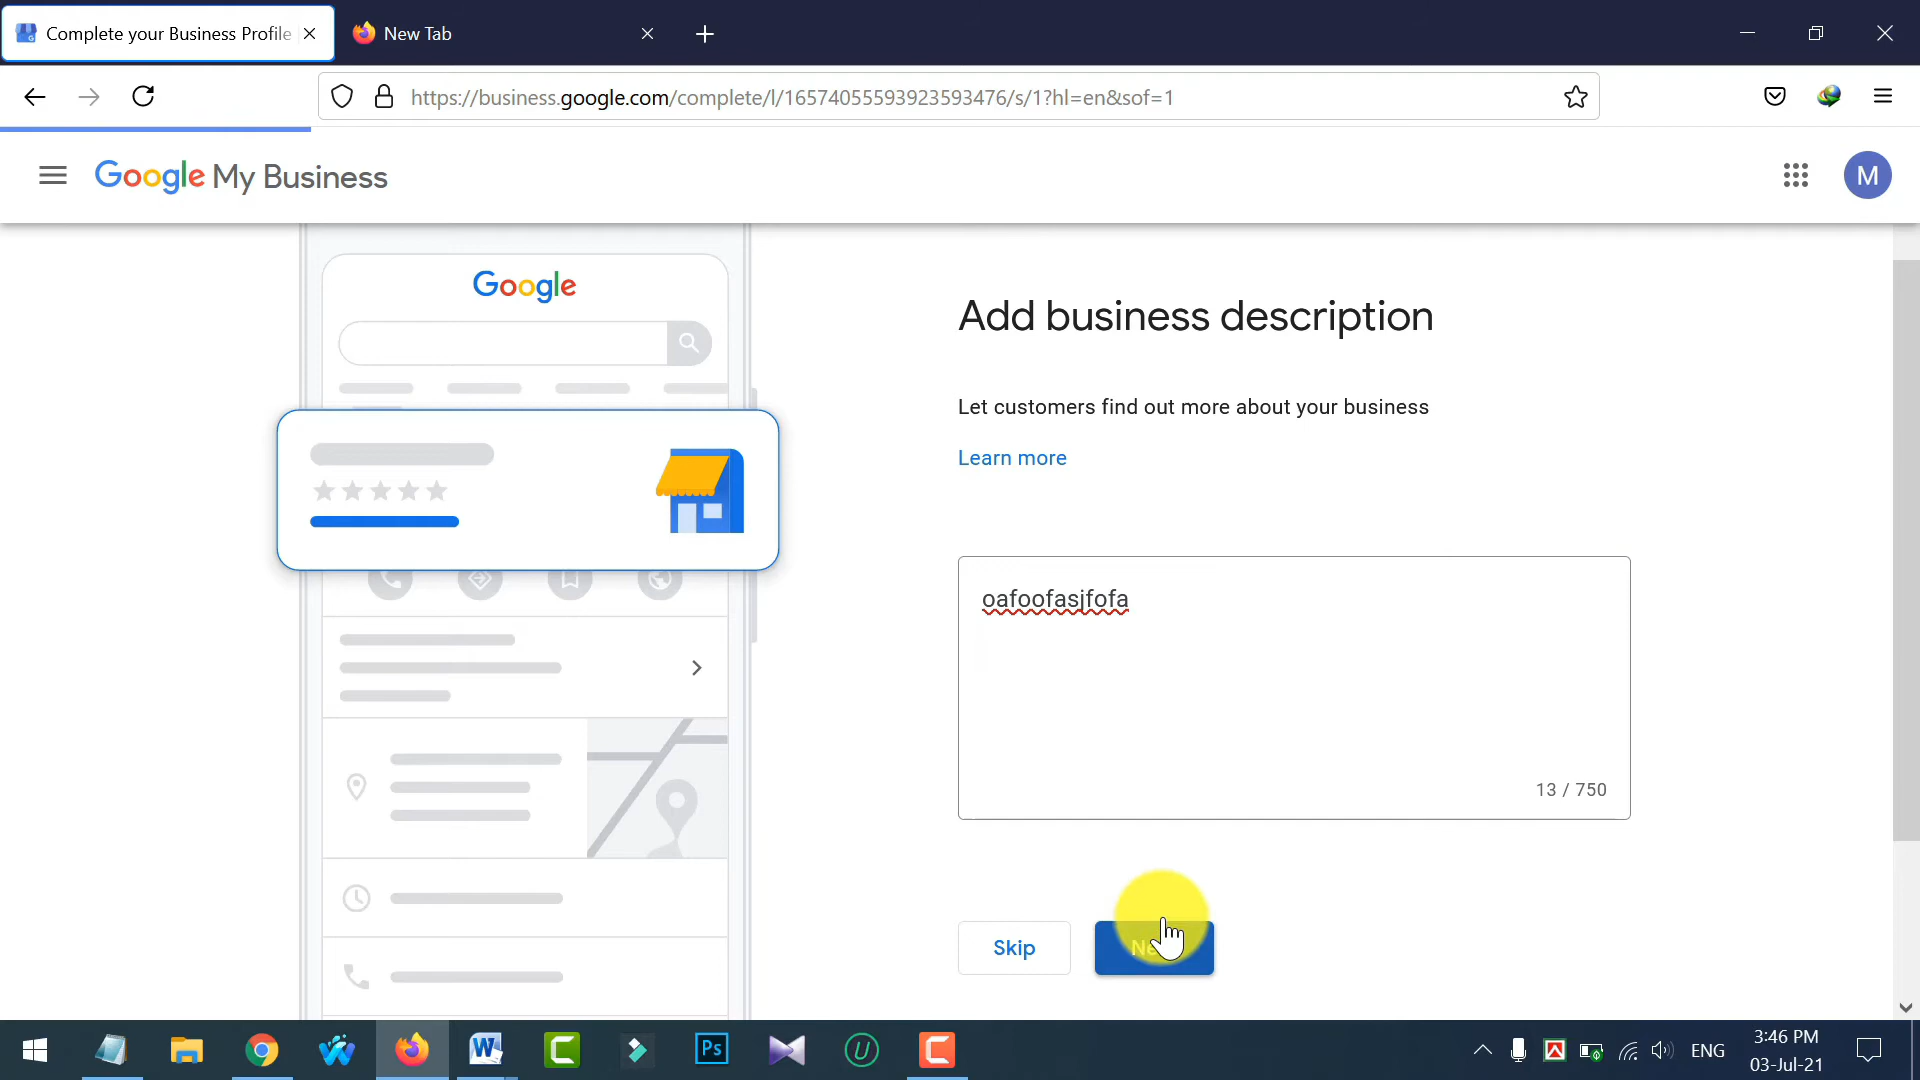 Complete your Business Profile
New Tab
https://business.google.com/complete/l/16574055593923593476/s/1?hl=en&sof=1
Google My Business
M
Google
Add business description
Let customers find out more about your business
Learn more
oafoofasjfofa
13 / 750
Skip
Ne
W
Ps
U
ENG
3:46 PM
03-Jul-21